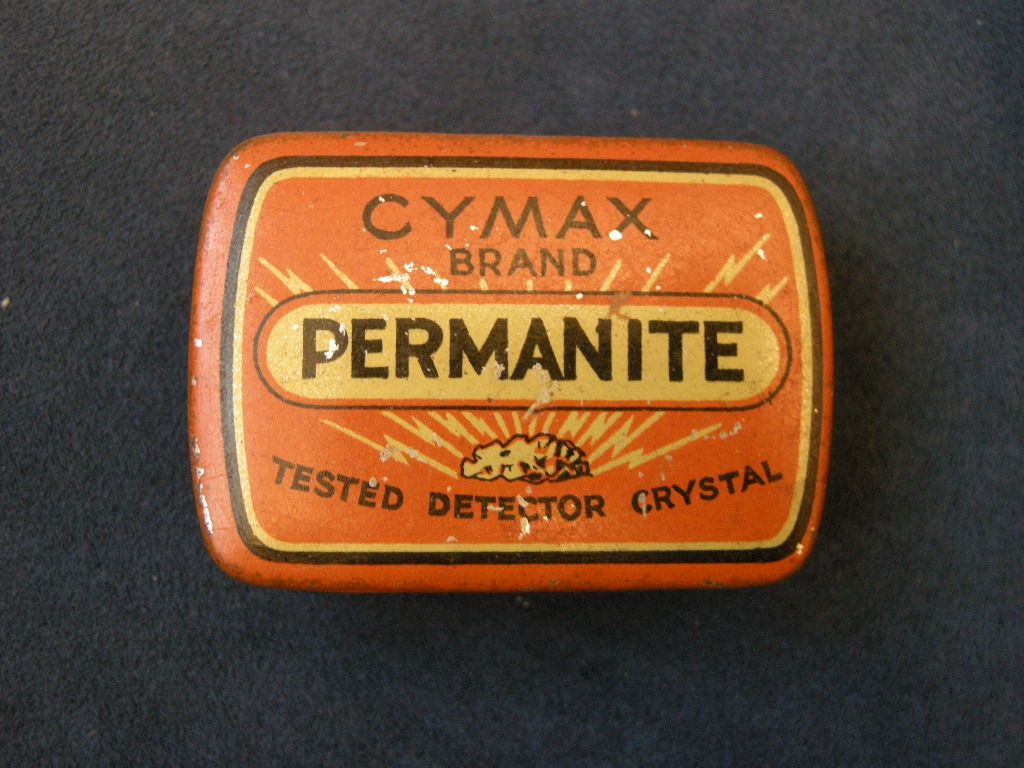 CYMAX
BRAND
PERMANITE
TESTED DETECTOR CRYSTAL